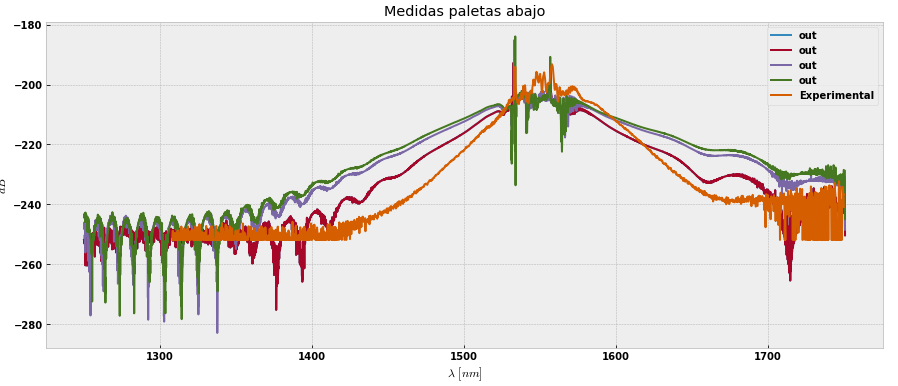 Medidas paletas abajo
−180
−200
−220
−240
−260
−280
dB
1300
1400
1500
1600
1700
λ [nm]
out
out
out
out
Experimental